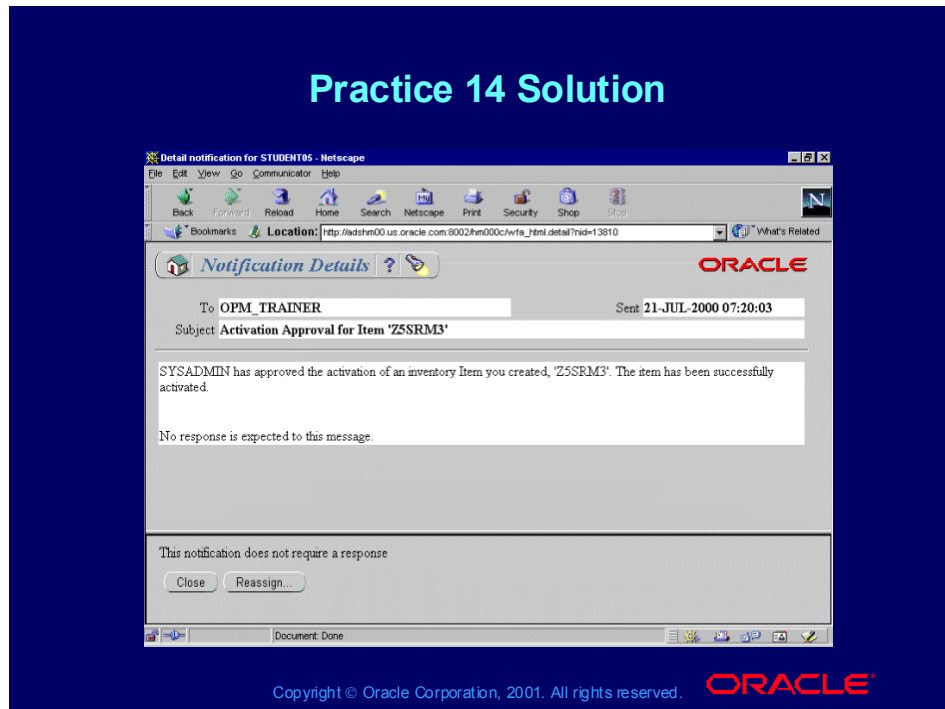 Practice 14 Solution
Detail notification for STUDENT05 - Netscape
File Edit View Go Communicator Help
Back Forward Reload Home Search Netscape Print Security Shop Stop
N
Bookmarks Location: http://adshm00.us.oracle.com:8002/hm000c/wfa_html.detail?nid=13810 What's Related
Notification Details ? ORACLE
To OPM_TRAINER Sent 21-JUL-2000 07:20:03
Subject Activation Approval for Item 'Z5SRM3'
SYSADMIN has approved the activation of an inventory Item you created, 'Z5SRM3'. The item has been successfully
activated.
No response is expected to this message.
This notification does not require a response
Close Reassign...
Document: Done
Copyright © Oracle Corporation, 2001. All rights reserved. ORACLE